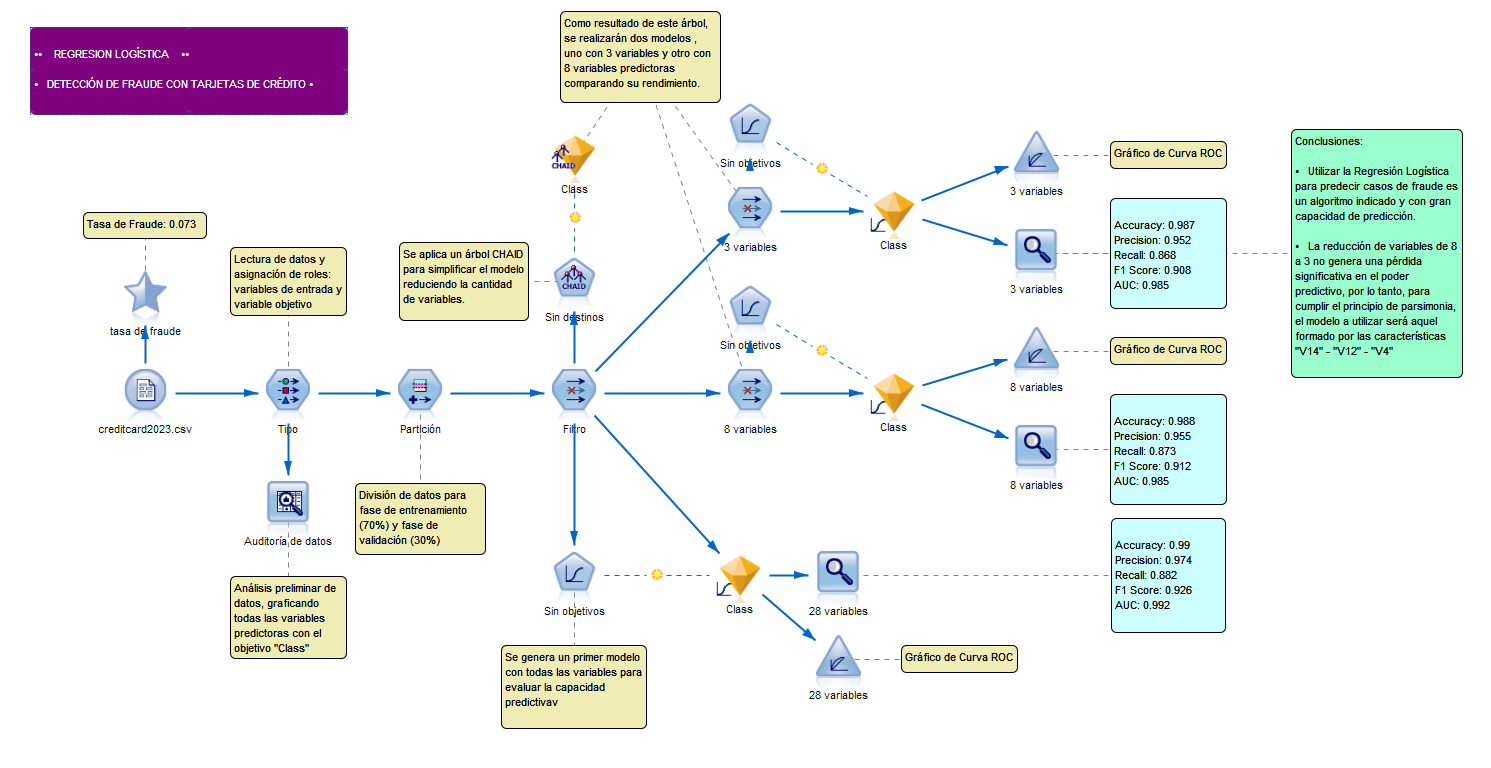 •• REGRESION LOGÍSTICA ••
• DETECCIÓN DE FRAUDE CON TARJETAS DE CRÉDITO •
Como resultado de este árbol,
se realizarán dos modelos ,
uno con 3 variables y otro con
8 variables predictoras
comparando su rendimiento.
CHAID
Class
Sin objetivos
3 variables
Class
3 variables
Gráfico de Curva ROC
3 variables
Accuracy: 0.987
Precision: 0.952
Recall: 0.868
F1 Score: 0.908
AUC: 0.985
Conclusiones:
• Utilizar la Regresión Logística
para predecir casos de fraude es
un algoritmo indicado y con gran
capacidad de predicción.
• La reducción de variables de 8
a 3 no genera una pérdida
significativa en el poder
predictivo, por lo tanto, para
cumplir el principio de parsimonia,
el modelo a utilizar será aquel
formado por las características
"V14" - "V12" - "V4"
Tasa de Fraude: 0.073
tasa de fraude
Lectura de datos y
asignación de roles:
variables de entrada y
variable objetivo
Se aplica un árbol CHAID
para simplificar el modelo
reduciendo la cantidad
de variables.
CHAID
Sin destinos
Sin objetivos
creditcard2023.csv
Tipo
Partición
Filtro
8 variables
Class
8 variables
Gráfico de Curva ROC
8 variables
Accuracy: 0.988
Precision: 0.955
Recall: 0.873
F1 Score: 0.912
AUC: 0.985
Auditoría de datos
Análisis preliminar de
datos, graficando
todas las variables
predictoras con el
objetivo "Class"
División de datos para
fase de entrenamiento
(70%) y fase de
validación (30%)
Sin objetivos
Se genera un primer modelo
con todas las variables para
evaluar la capacidad
predictivav
Class
28 variables
Accuracy: 0.99
Precision: 0.974
Recall: 0.882
F1 Score: 0.926
AUC: 0.992
28 variables
Gráfico de Curva ROC